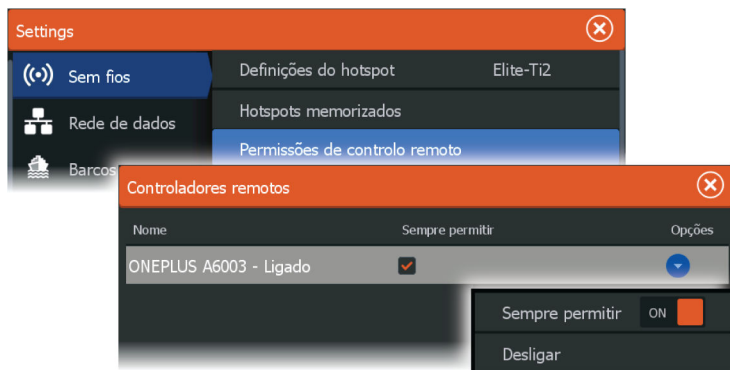 Settings
Sem fios
Definições do hotspot Elite-Ti2
Rede de dados
Hotspots memorizados
Permissões de controlo remoto
Barcos
Controladores remotos
Nome Sempre permitir Opções
ONEPLUS A6003 - Ligado
Sempre permitir ON
Desligar